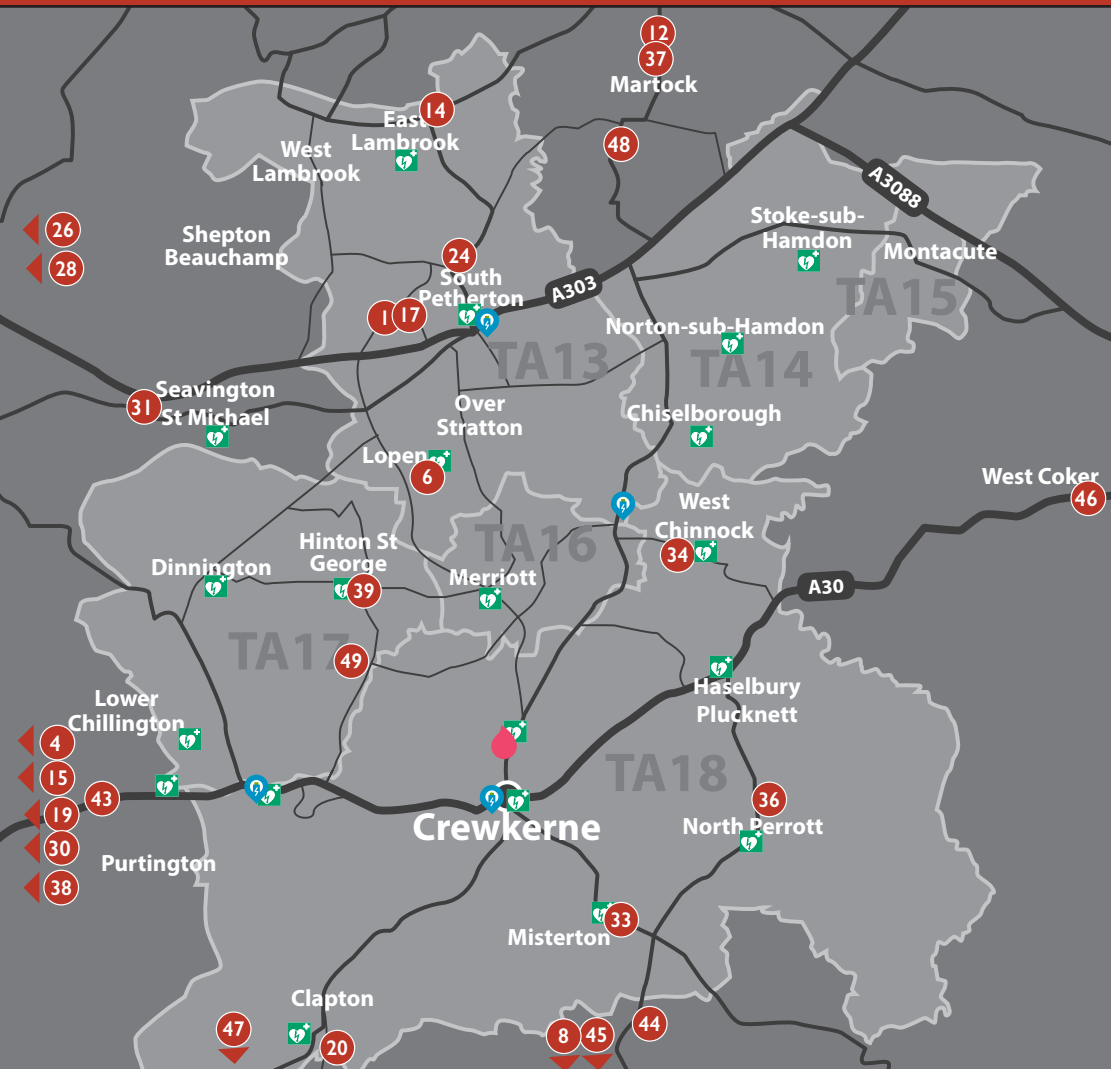 12
37
Martock
14
East
Lambrook
48
West
Lambrook
A3088
26
28
Shepton
Beauchamp
Stoke-sub-
Hamdon
Montacute
24
South
Petherton
A303
TA15
1
17
Norton-sub-Hamdon
TA13
TA14
Seavington
St Michael
31
Over
Stratton
Chiselborough
Lopen
6
West Coker
46
West
Chinnock
34
TA16
Hinton St
George
39
Dinnington
Merriott
A30
TA17
49
Haselbury
Plucknett
Lower
Chillington
4
15
19
43
30
38
TA18
36
North Perrott
Crewkerne
Purtington
33
Misterton
Clapton
47
20
8
45
44